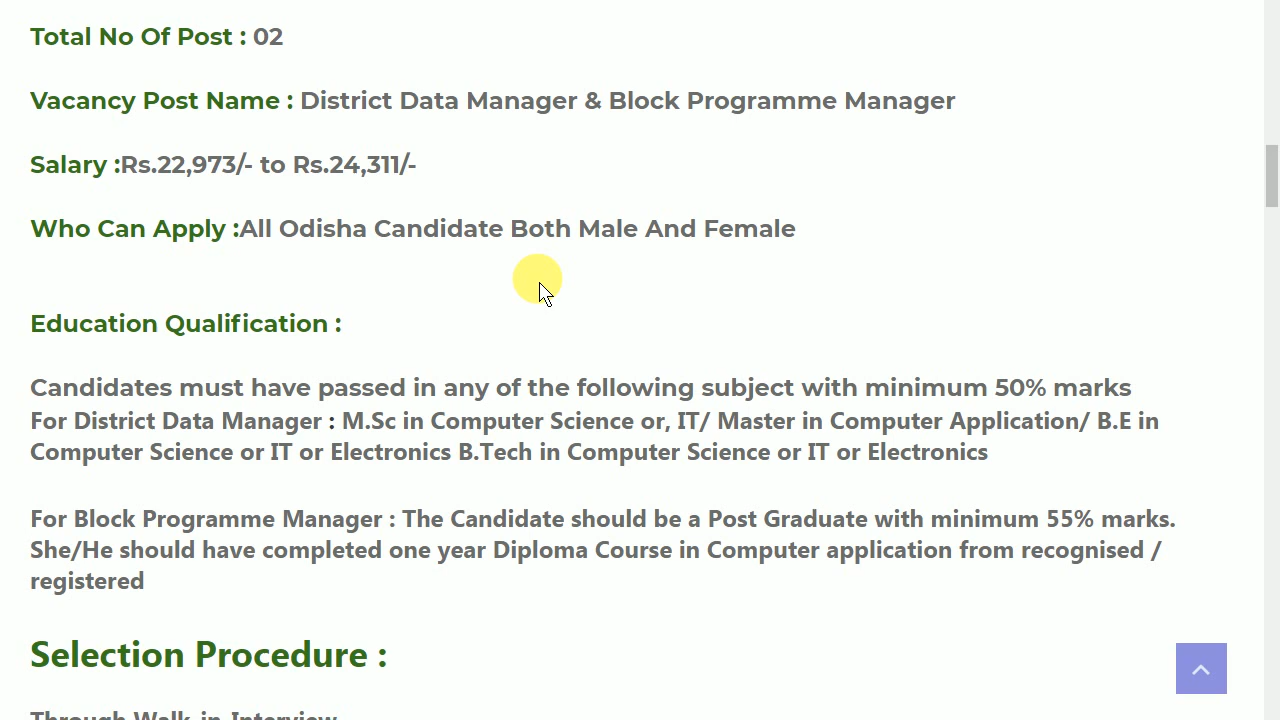 Total No Of Post : 02
Vacancy Post Name : District Data Manager & Block Programme Manager
Salary :Rs.22,973/- to Rs.24,311/-
Who Can Apply :All Odisha Candidate Both Male And Female
Education Qualification :
Candidates must have passed in any of the following subject with minimum 50% marks
For District Data Manager : M.Sc in Computer Science or, IT/ Master in Computer Application/ B.E in
Computer Science or IT or Electronics B.Tech in Computer Science or IT or Electronics
For Block Programme Manager : The Candidate should be a Post Graduate with minimum 55% marks.
She/He should have completed one year Diploma Course in Computer application from recognised /
registered
Selection Procedure :
Through Walk-in-Interview